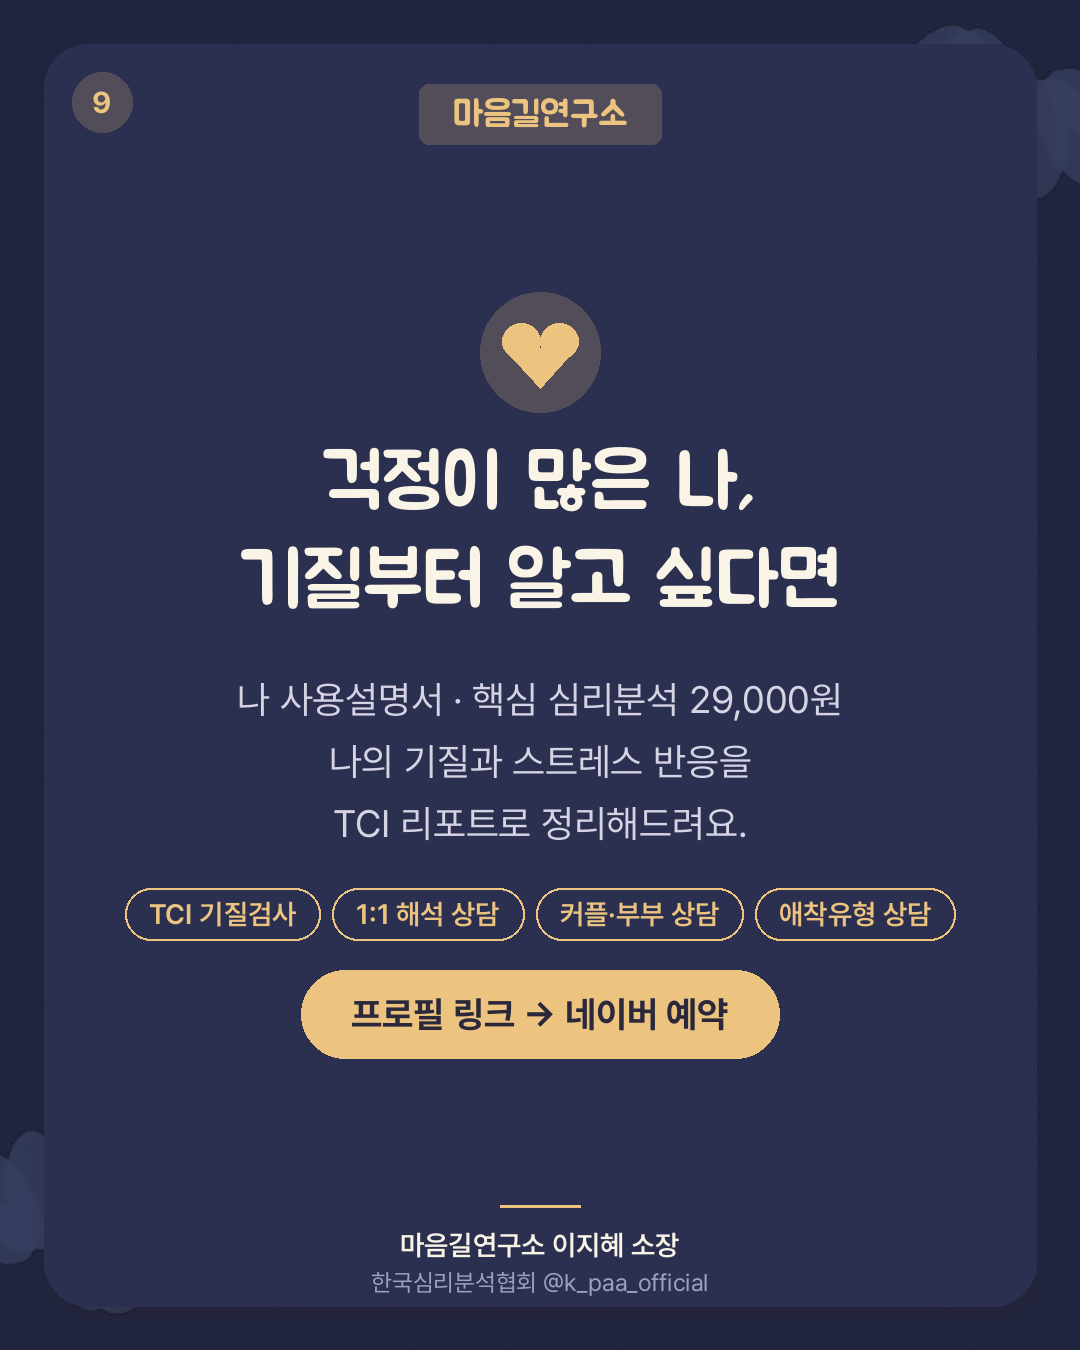 9
마음길연구소
걱정이 많은 나,
기질부터 알고 싶다면
나 사용설명서 · 핵심 심리분석 29,000원
나의 기질과 스트레스 반응을
TCI 리포트로 정리해드려요.
TCI 기질검사
1:1 해석 상담
커플·부부 상담
애착유형 상담
프로필 링크 → 네이버 예약
마음길연구소 이지혜 소장
한국심리분석협회 @k_paa_official